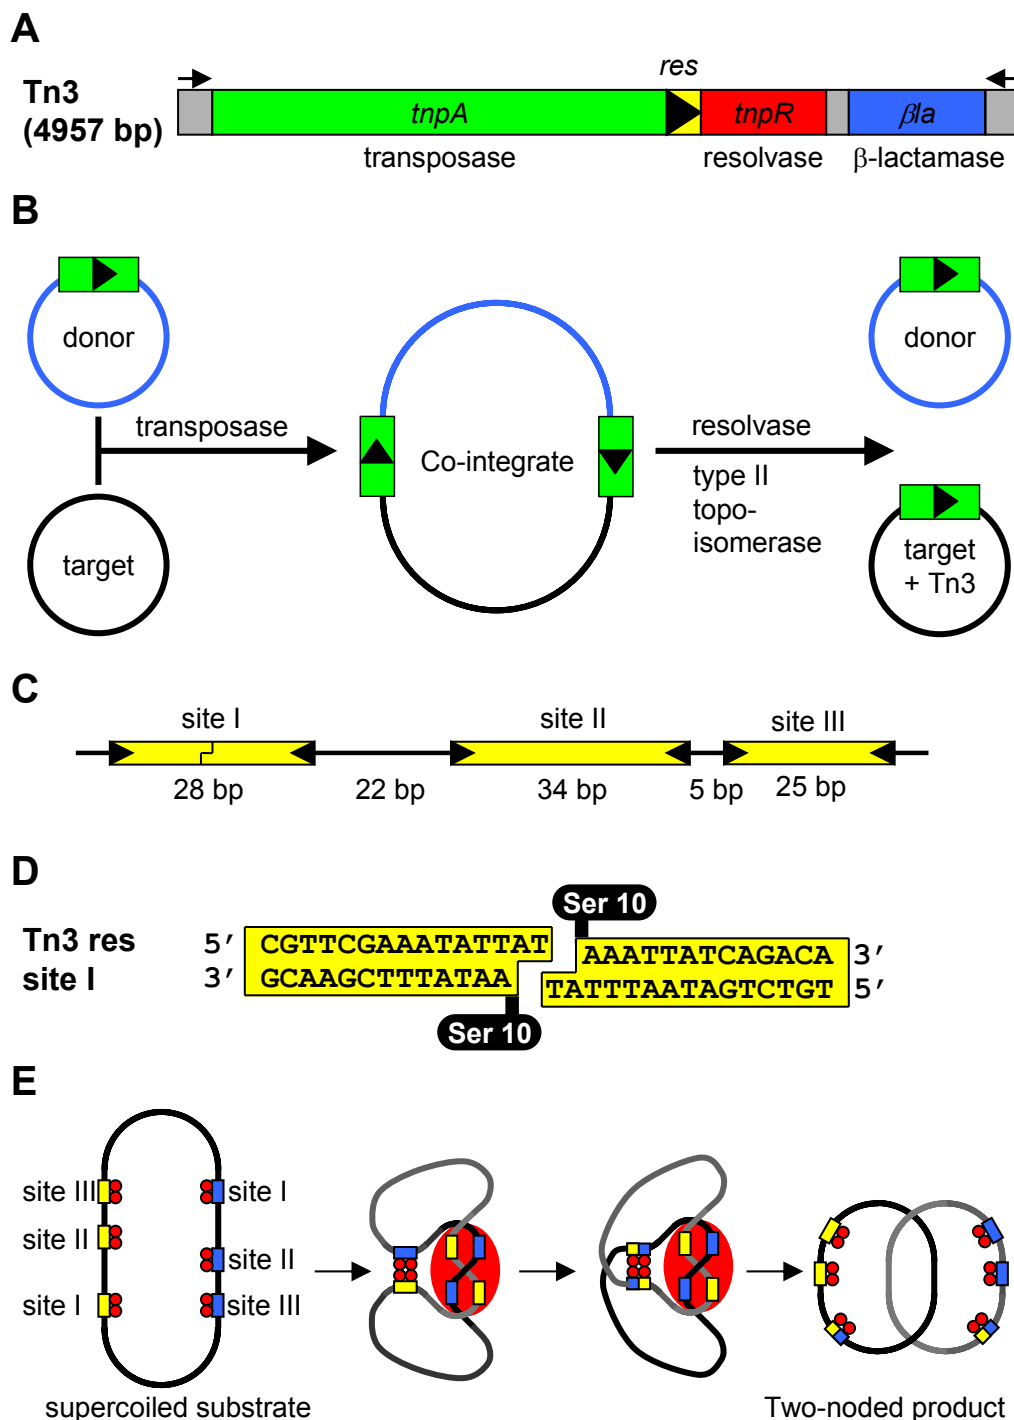 A
Tn3
(4957 bp)
res
tnpA
tnpR
βla
transposase
resolvase
β-lactamase
B
donor
target
transposase
Co-integrate
resolvase
type II
topo-
isomerase
donor
target
+ Tn3
C
site I
site II
site III
28 bp
22 bp
34 bp
5 bp
25 bp
D
Tn3 res
site I
Ser 10
5′ CGTTCGAAATATTAT AAATTATCAGACA 3′
3′ GCAAGCTTTATAA TATTTAATAGTCTGT 5′
Ser 10
E
site III
site I
site II
site II
site I
site III
supercoiled substrate
Two-noded product